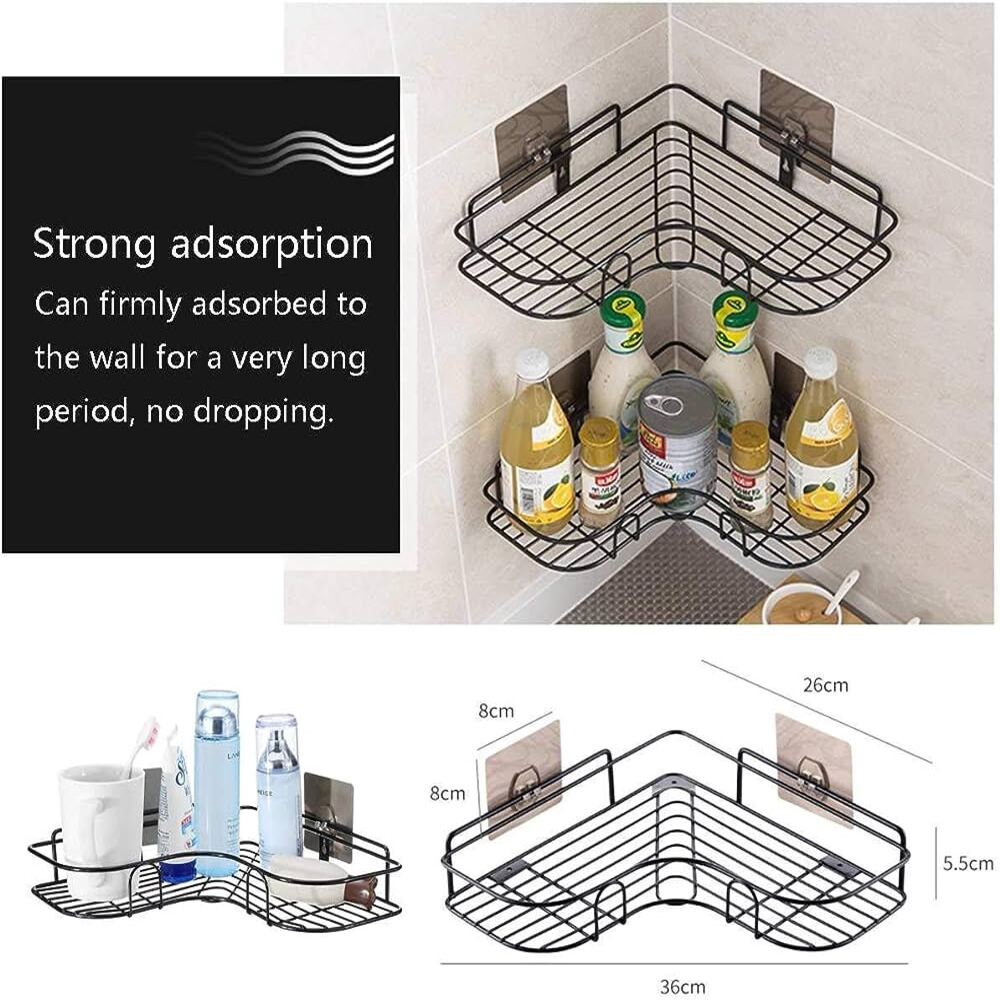 Strong adsorption
Can firmly adsorbed to
the wall for a very long
period, no dropping.
26cm
8cm
8cm
5.5cm
36cm